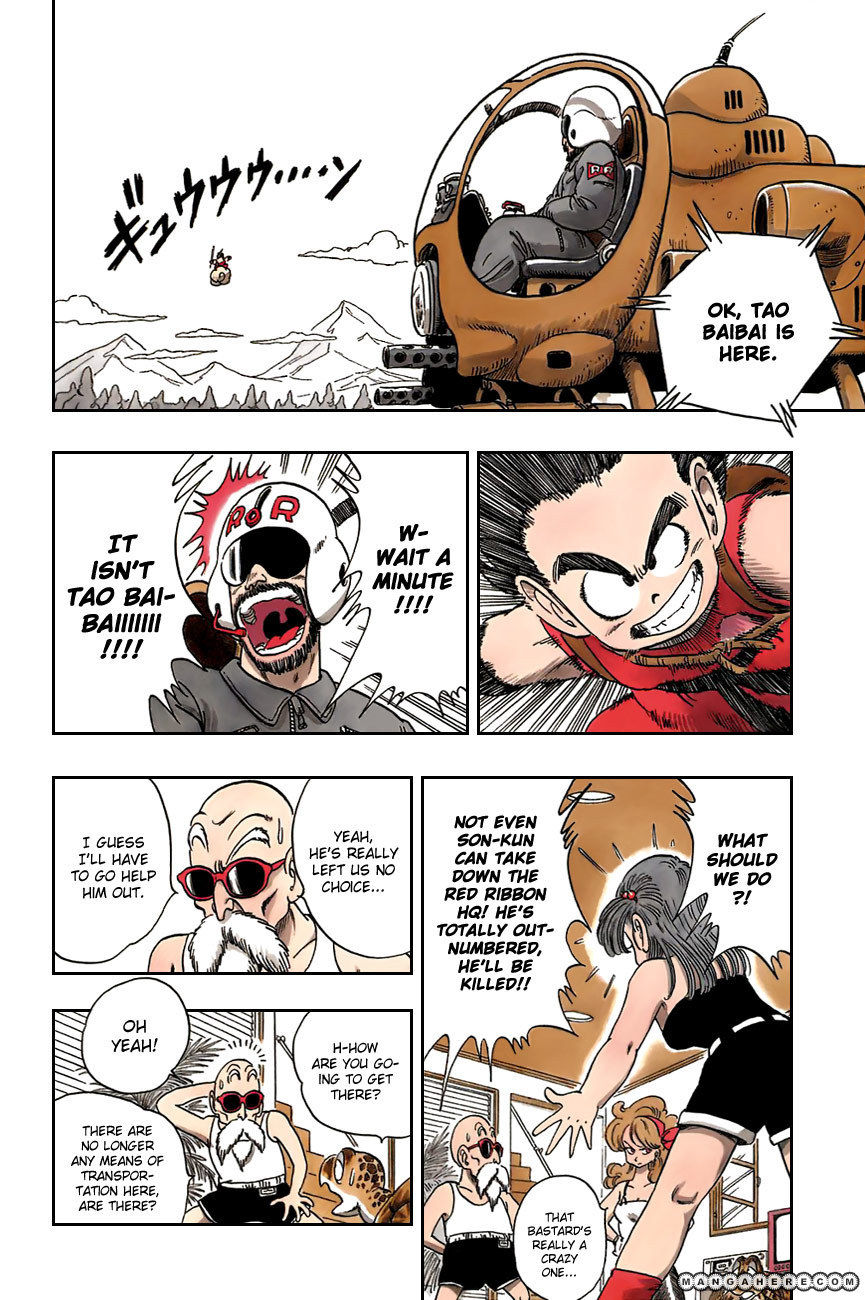 ギュウウウ‥‥ン
RR
OK, TAO
BAIBAI IS
HERE.
W-
WAIT A
MINUTE
!!!!
RR
IT
ISN'T
TAO BAI-
BAIIIIIII
!!!!
WHAT
SHOULD
WE DO
?!
NOT EVEN
SON-KUN
CAN TAKE
DOWN THE
RED RIBBON
HQ! HE'S
TOTALLY OUT-
NUMBERED,
HE'LL BE
KILLED!!
THAT
BASTARD'S
REALLY A
CRAZY
ONE...
YEAH,
HE'S REALLY
LEFT US NO
CHOICE...
I GUESS
I'LL HAVE
TO GO HELP
HIM OUT.
H-HOW
ARE YOU GO-
ING TO GET
THERE?
OH
YEAH!
THERE ARE
NO LONGER
ANY MEANS OF
TRANSPOR-
TATION HERE,
ARE THERE?
MANGAHERE.COM